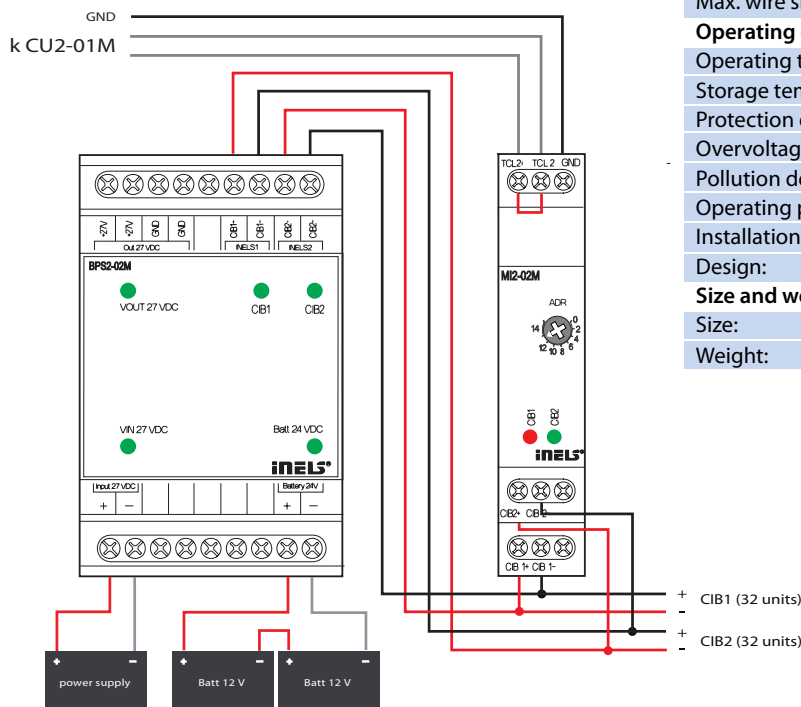 GND
k CU2-01M
Max. wire s
Operating
Operating t
Storage ten
Protection
Overvoltag
Pollution de
Operating p
Installation
Design:
Size and we
Size:
Weight:
+27V +27V GND GND CIB1+ CIB1- CIB2+ CIB2-
Out 27 VDC INELS1 INELS2
BPS2-02M
VOUT 27 VDC CIB1 CIB2
VIN 27 VDC Batt 24 VDC
iNELS
Input 27 VDC Battery 24V
+ − + −
TCL2+ TCL 2 GND
MI2-02M
ADR
0 2 4 6 8 10 12 14
CIB1 CIB2
iNELS
CIB2+ CIB 2-
CIB 1+ CIB 1-
+
- CIB1 (32 units)
+
- CIB2 (32 units)
+ − + − + −
power supply Batt 12 V Batt 12 V